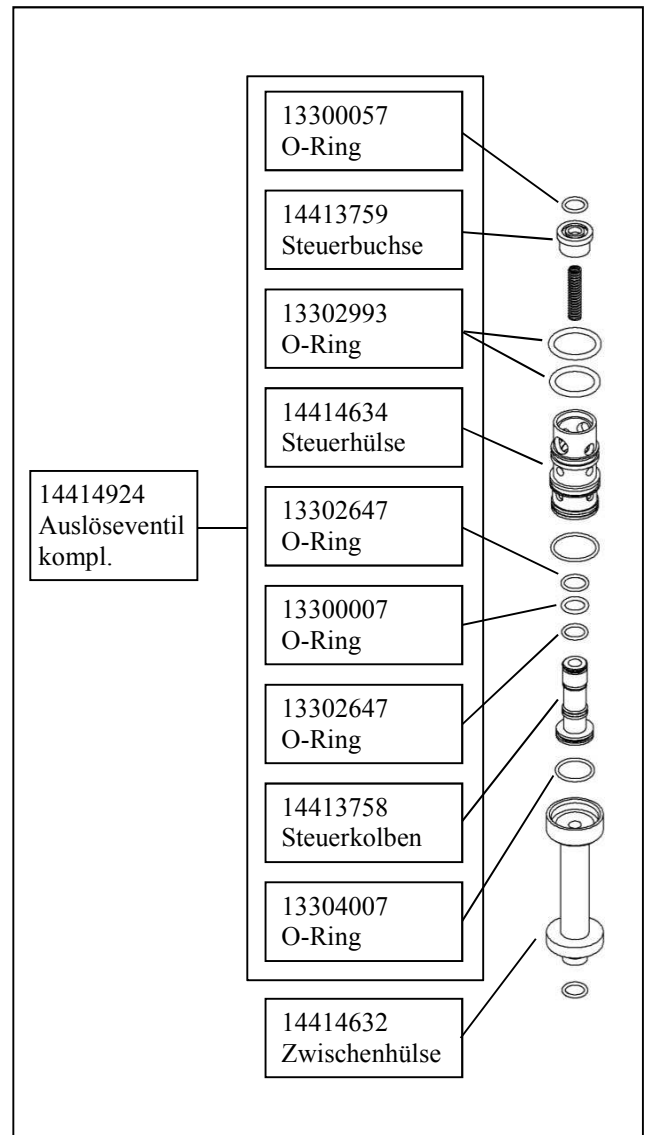 13300057
O-Ring
14413759
Steuerbuchse
13302993
O-Ring
14414634
Steuerhülse
14414924
Auslöseventil
kompl.
13302647
O-Ring
13300007
O-Ring
13302647
O-Ring
14413758
Steuerkolben
13304007
O-Ring
14414632
Zwischenhülse